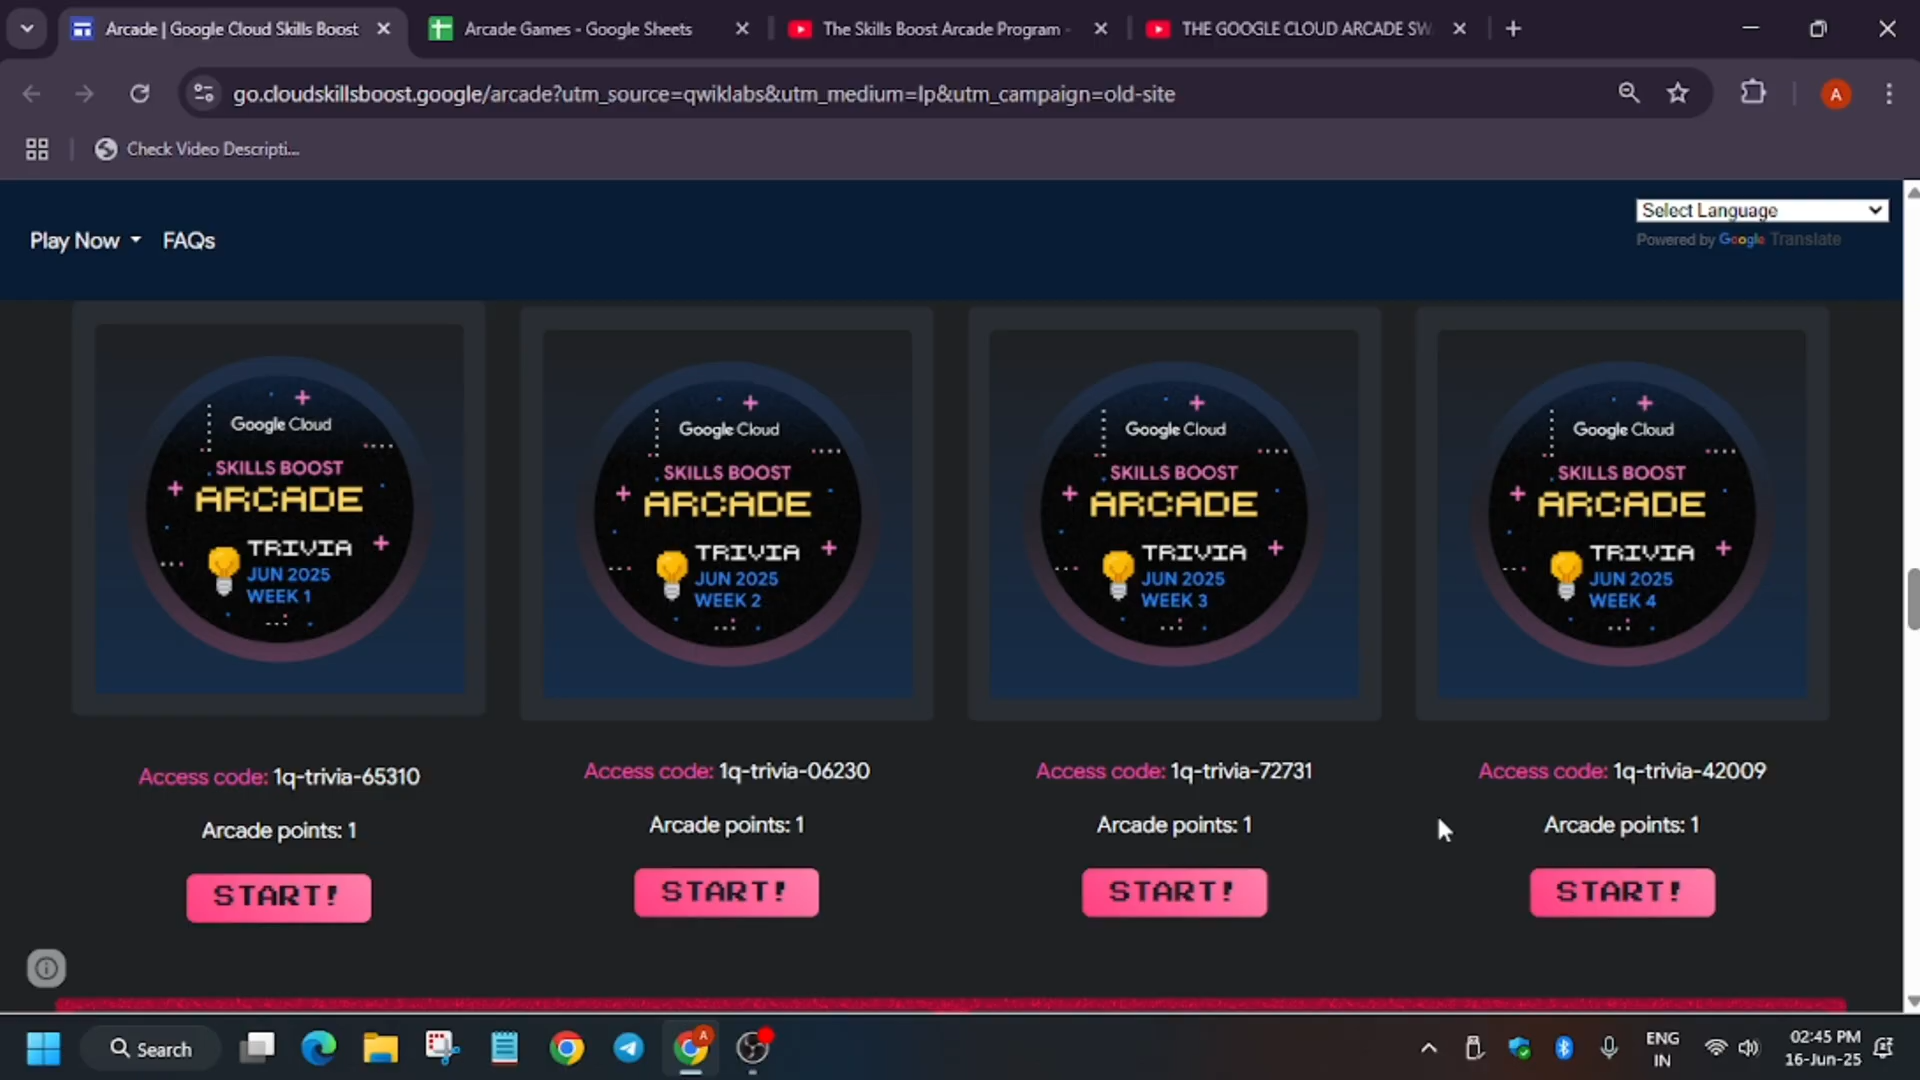 Arcade | Google Cloud Skills Boost
Arcade Games - Google Sheets
The Skills Boost Arcade Program -
THE GOOGLE CLOUD ARCADE SW
go.cloudskillsboost.google/arcade?utm_source=qwiklabs&utm_medium=lp&utm_campaign=old-site
A
Check Video Descripti...
Play Now
FAQs
Select Language
Powered by Google Translate
Google Cloud
SKILLS BOOST
ARCADE
TRIVIA
JUN 2025
WEEK 1
Access code: 1q-trivia-65310
Arcade points: 1
START!
Google Cloud
SKILLS BOOST
ARCADE
TRIVIA
JUN 2025
WEEK 2
Access code: 1q-trivia-06230
Arcade points: 1
START!
Google Cloud
SKILLS BOOST
ARCADE
TRIVIA
JUN 2025
WEEK 3
Access code: 1q-trivia-72731
Arcade points: 1
START!
Google Cloud
SKILLS BOOST
ARCADE
TRIVIA
JUN 2025
WEEK 4
Access code: 1q-trivia-42009
Arcade points: 1
START!
Search
A
ENG
IN
02:45 PM
16-Jun-25